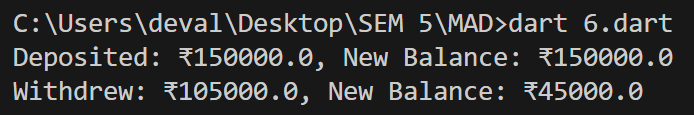 C:\Users\deval\Desktop\SEM 5\MAD>dart 6.dart
Deposited: ₹150000.0, New Balance: ₹150000.0
Withdrew: ₹105000.0, New Balance: ₹45000.0